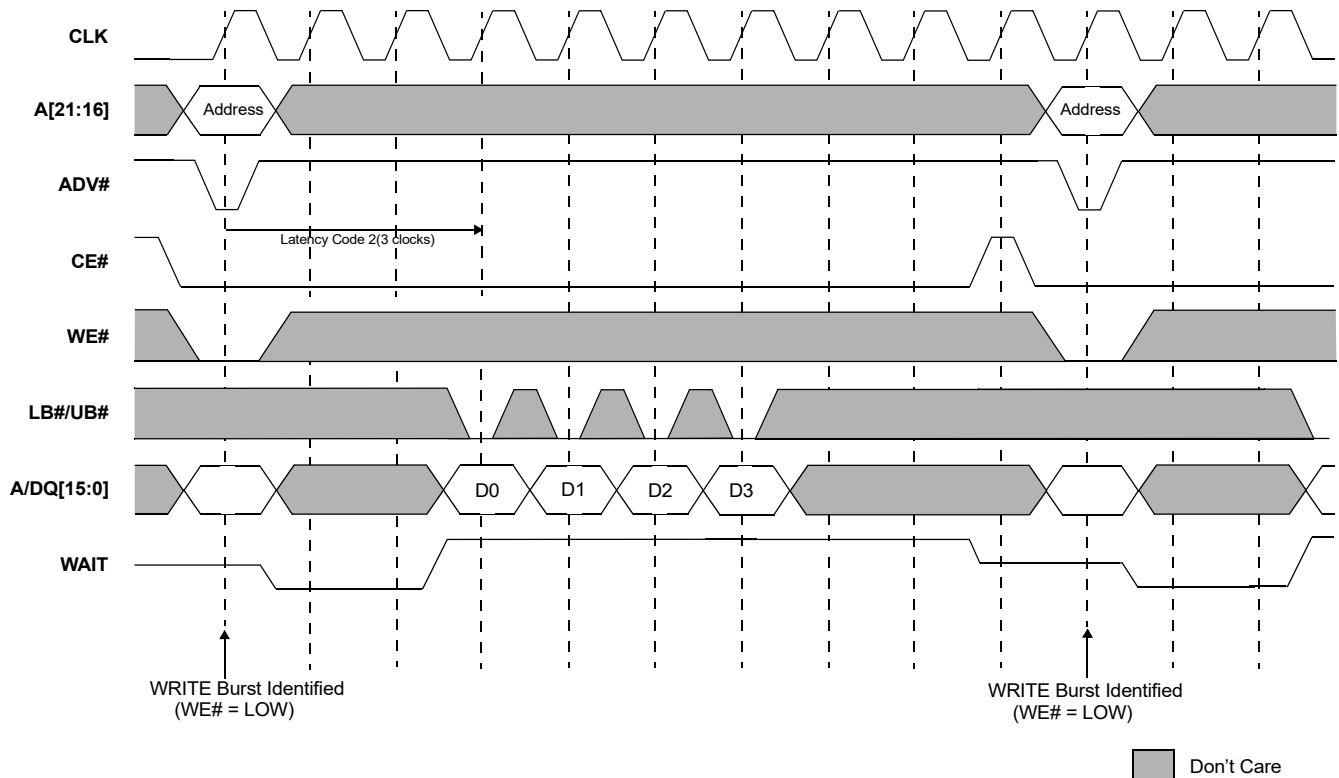 CLK
A[21:16]
Address
Address
ADV#
Latency Code 2(3 clocks)
CE#
WE#
LB#/UB#
A/DQ[15:0]
D0
D1
D2
D3
WAIT
WRITE Burst Identified
(WE# = LOW)
WRITE Burst Identified
(WE# = LOW)
Don't Care